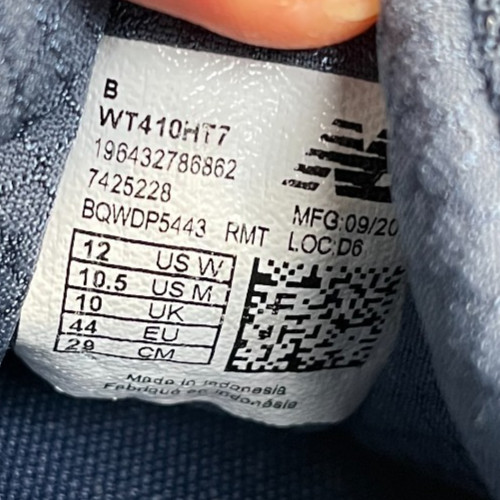 B
WT410HT7
196432786862
7425228
BQWDP5443 RMT
MFG:09/20
LOC:D6
12 US W
10.5 US M
10 UK
44 EU
29 CM
Made in Indonesia
Fabriqué en Indonésie